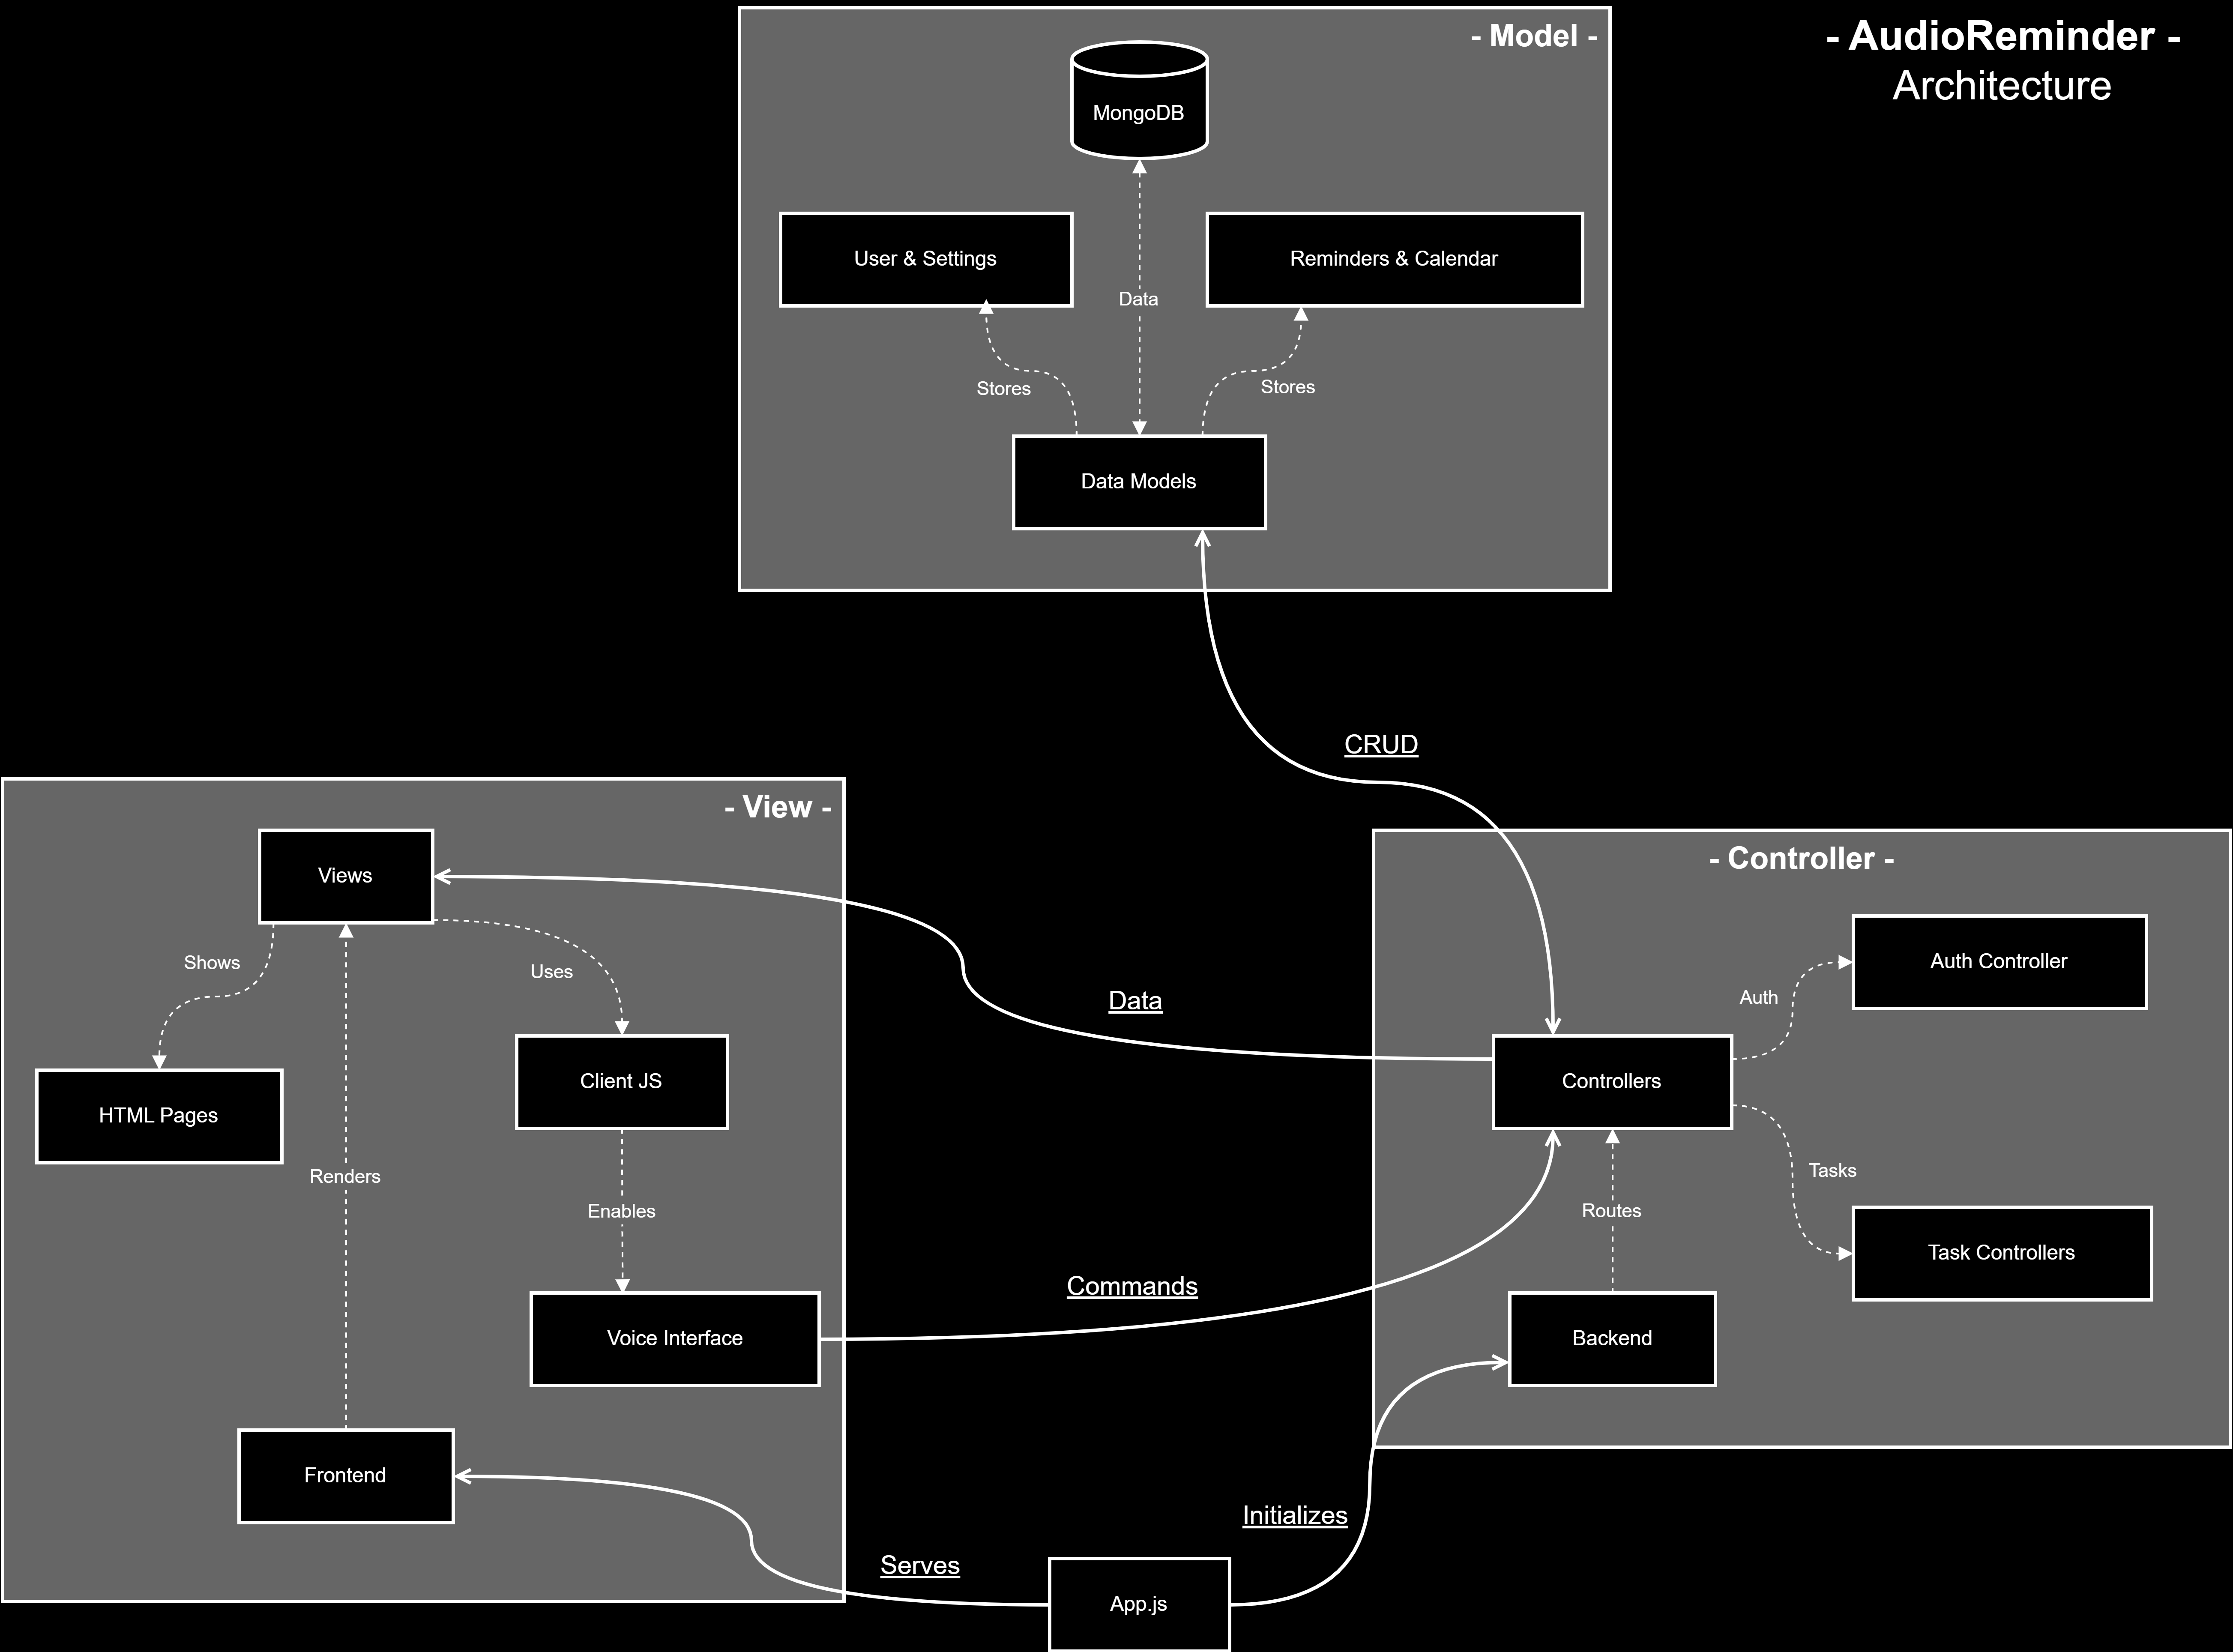 - AudioReminder -
Architecture
- Model -
MongoDB
User & Settings
Reminders & Calendar
Data
Stores
Stores
Data Models
CRUD
- View -
Views
Shows
Uses
HTML Pages
Client JS
Renders
Enables
Voice Interface
Frontend
Data
Commands
- Controller -
Auth Controller
Auth
Controllers
Tasks
Routes
Task Controllers
Backend
Initializes
Serves
App.js